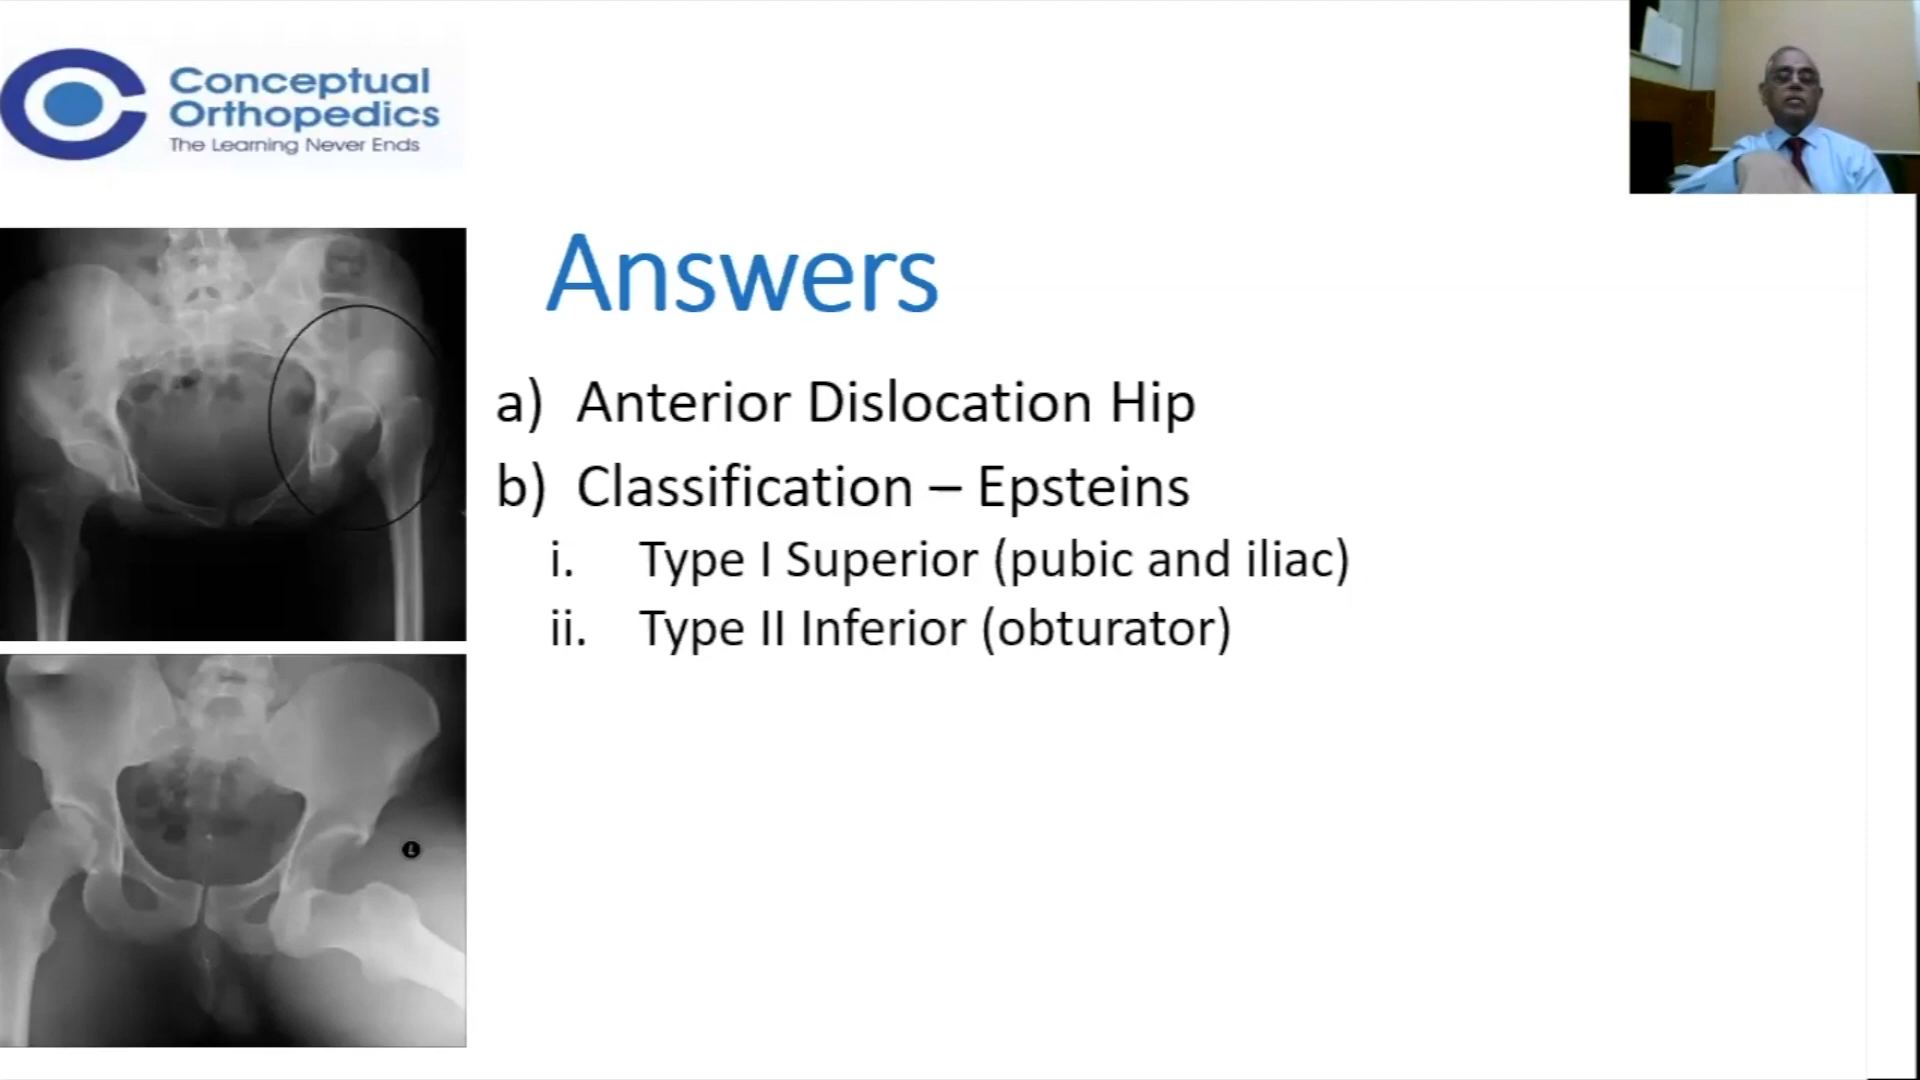 Conceptual
Orthopedics
The Learning Never Ends
Answers
a) Anterior Dislocation Hip
b) Classification – Epsteins
i. Type I Superior (pubic and iliac)
ii. Type II Inferior (obturator)
L